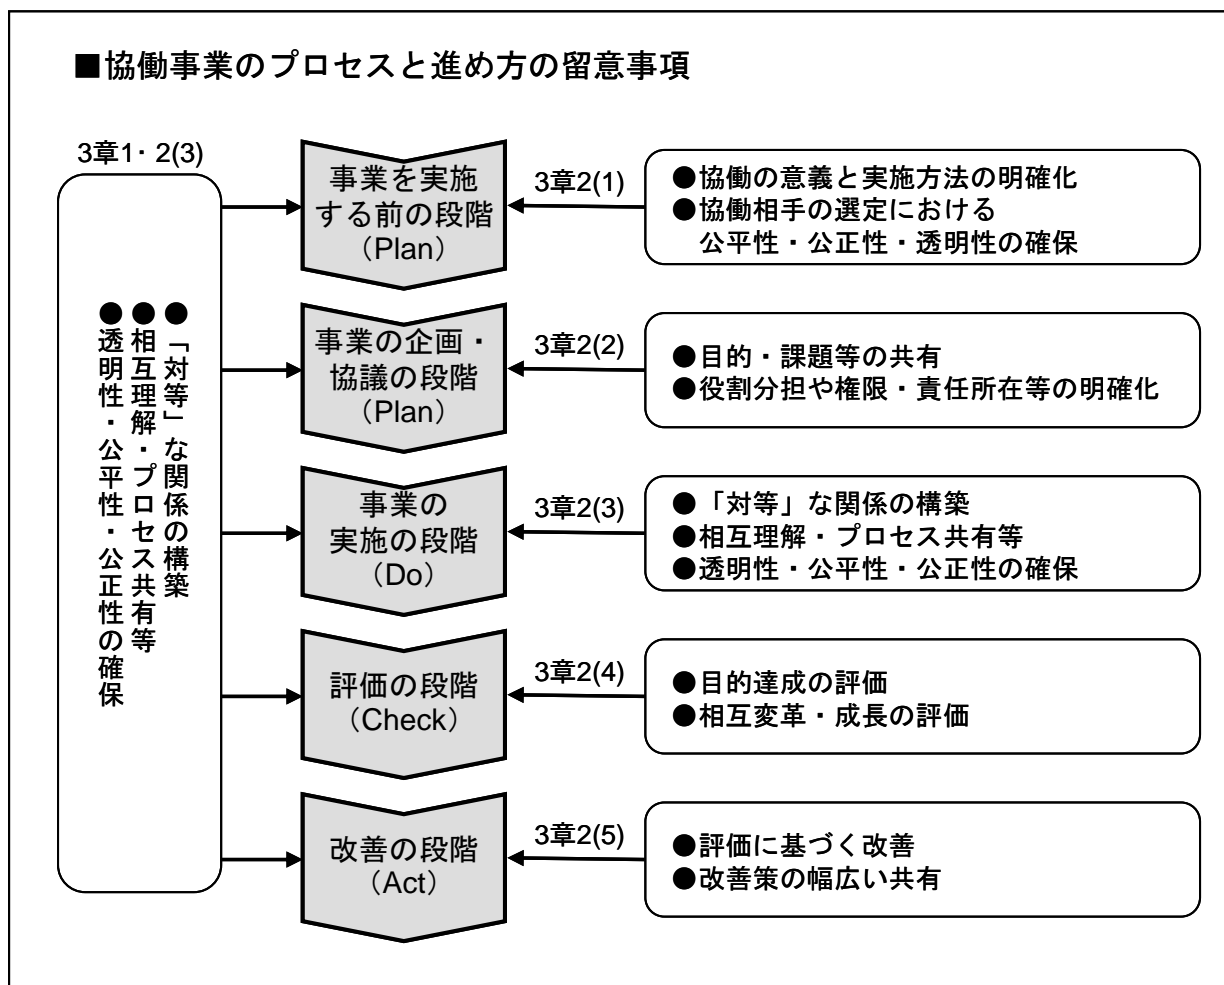 ■協働事業のプロセスと進め方の留意事項
3章1・2(3)
●「対等」な関係の構築
●相互理解・プロセス共有等
●透明性・公平性・公正性の確保
事業を実施
する前の段階
（Plan）
3章2(1)
●協働の意義と実施方法の明確化
●協働相手の選定における
公平性・公正性・透明性の確保
事業の企画・
協議の段階
（Plan）
3章2(2)
●目的・課題等の共有
●役割分担や権限・責任所在等の明確化
事業の
実施の段階
（Do）
3章2(3)
●「対等」な関係の構築
●相互理解・プロセス共有等
●透明性・公平性・公正性の確保
評価の段階
（Check）
3章2(4)
●目的達成の評価
●相互変革・成長の評価
改善の段階
（Act）
3章2(5)
●評価に基づく改善
●改善策の幅広い共有